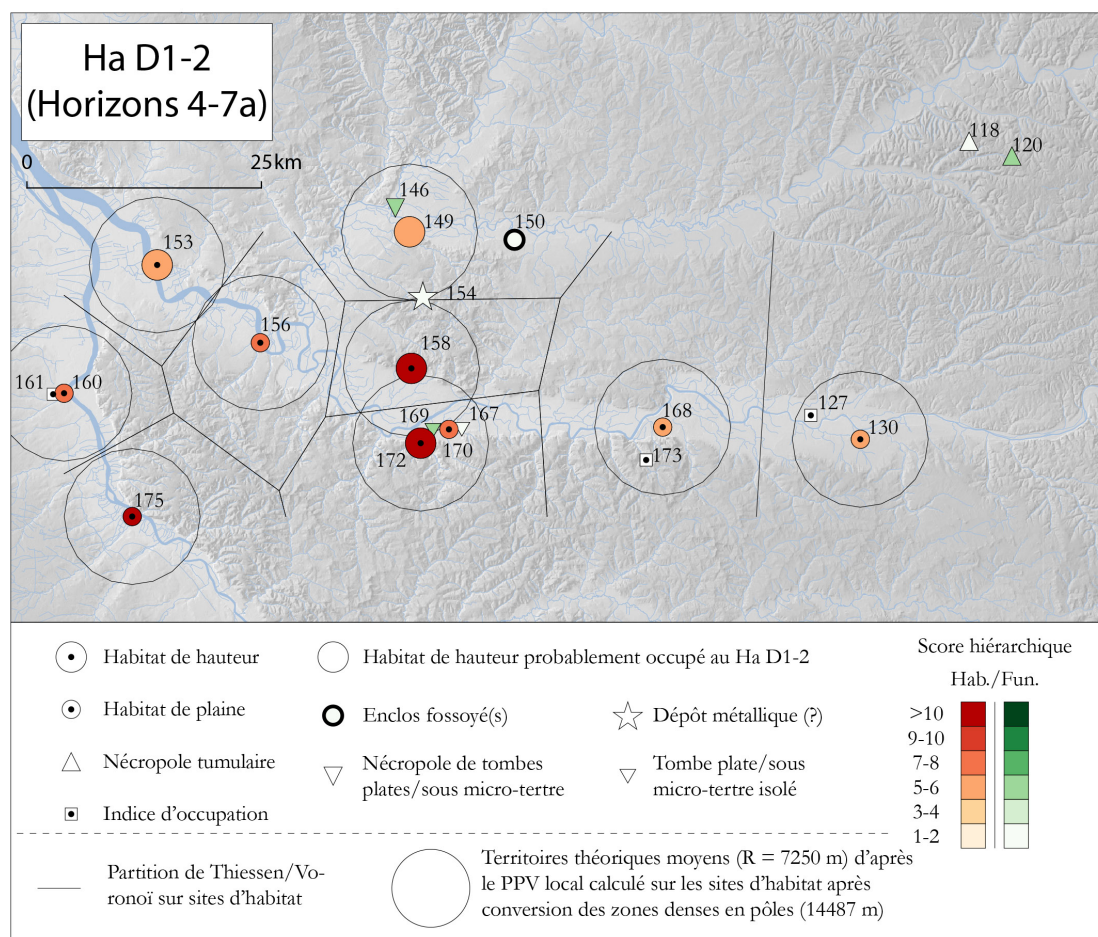 Ha D1-2
(Horizons 4-7a)
0
25 km
118
120
146
149
150
153
154
156
158
161
160
169
167
168
127
130
172
170
173
175
Habitat de hauteur
Habitat de hauteur probablement occupé au Ha D1-2
Habitat de plaine
Enclos fossoyé(s)
Dépôt métallique (?)
Nécropole tumulaire
Nécropole de tombes
plates/sous micro-tertre
Tombe plate/sous
micro-tertre isolé
Indice d'occupation
Score hiérarchique
Hab./Fun.
>10
9-10
7-8
5-6
3-4
1-2
Partition de Thiessen/Vo-
ronoï sur sites d'habitat
Territoires théoriques moyens (R = 7250 m) d'après
le PPV local calculé sur les sites d'habitat après
conversion des zones denses en pôles (14487 m)